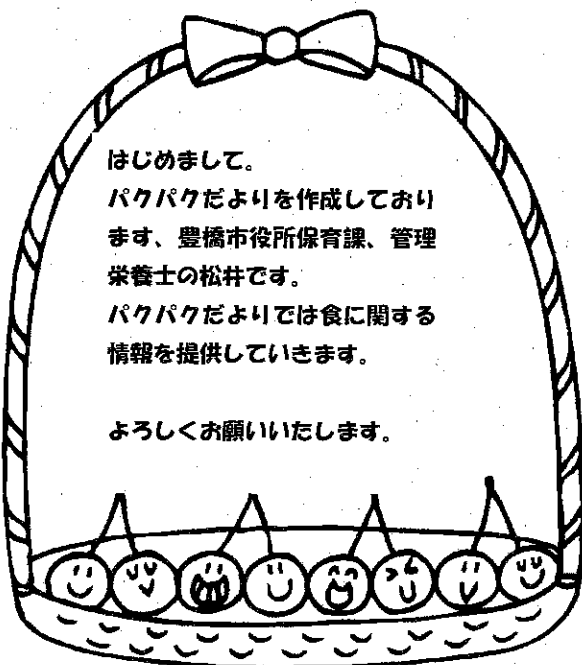 はじめまして。
パクパクだよりを作成しており
ます、豊橋市役所保育課、管理
栄養士の松井です。
パクパクだよりでは食に関する
情報を提供していきます。
よろしくお願いいたします。